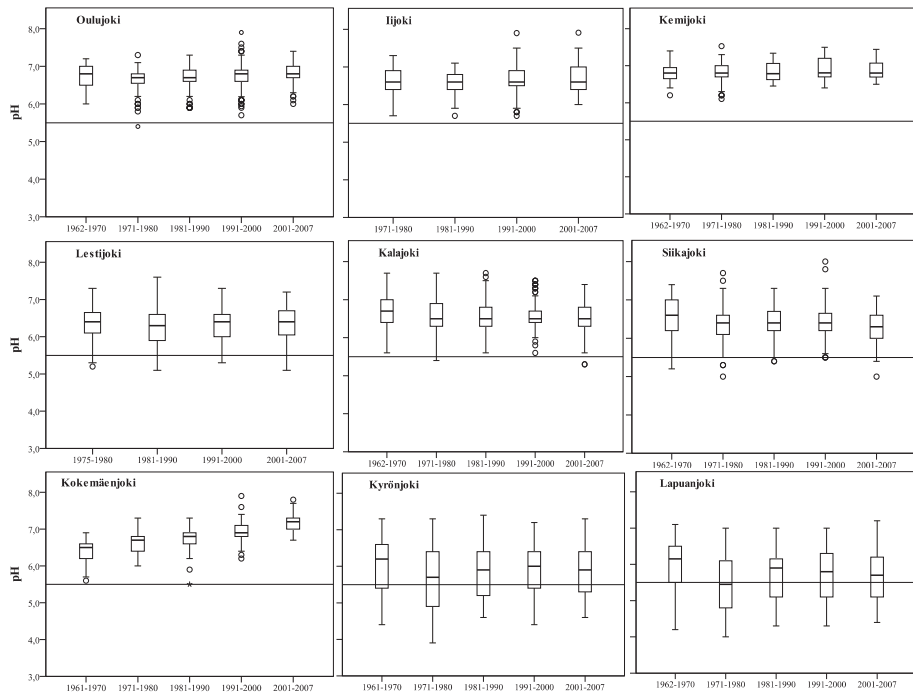 Oulujoki
pH
8,0
7,0
6,0
5,0
4,0
3,0
1962-1970 1971-1980 1981-1990 1991-2000 2001-2007
Iijoki
1971-1980 1981-1990 1991-2000 2001-2007
Kemijoki
1962-1970 1971-1980 1981-1990 1991-2000 2001-2007
Lestijoki
pH
8,0
7,0
6,0
5,0
4,0
3,0
1975-1980 1981-1990 1991-2000 2001-2007
Kalajoki
1962-1970 1971-1980 1981-1990 1991-2000 2001-2007
Siikajoki
1962-1970 1971-1980 1981-1990 1991-2000 2001-2007
Kokemäenjoki
pH
8,0
7,0
6,0
5,0
4,0
3,0
1961-1970 1971-1980 1981-1990 1991-2000 2001-2007
Kyrönjoki
1961-1970 1971-1980 1981-1990 1991-2000 2001-2007
Lapuanjoki
1962-1970 1971-1980 1981-1990 1991-2000 2001-2007